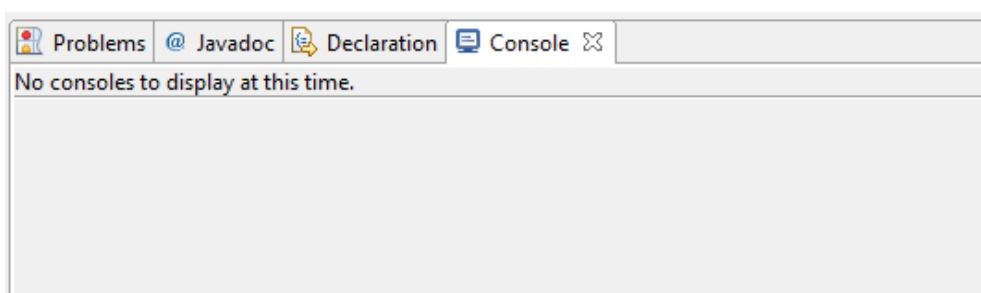 Problems @ Javadoc Declaration Console
No consoles to display at this time.